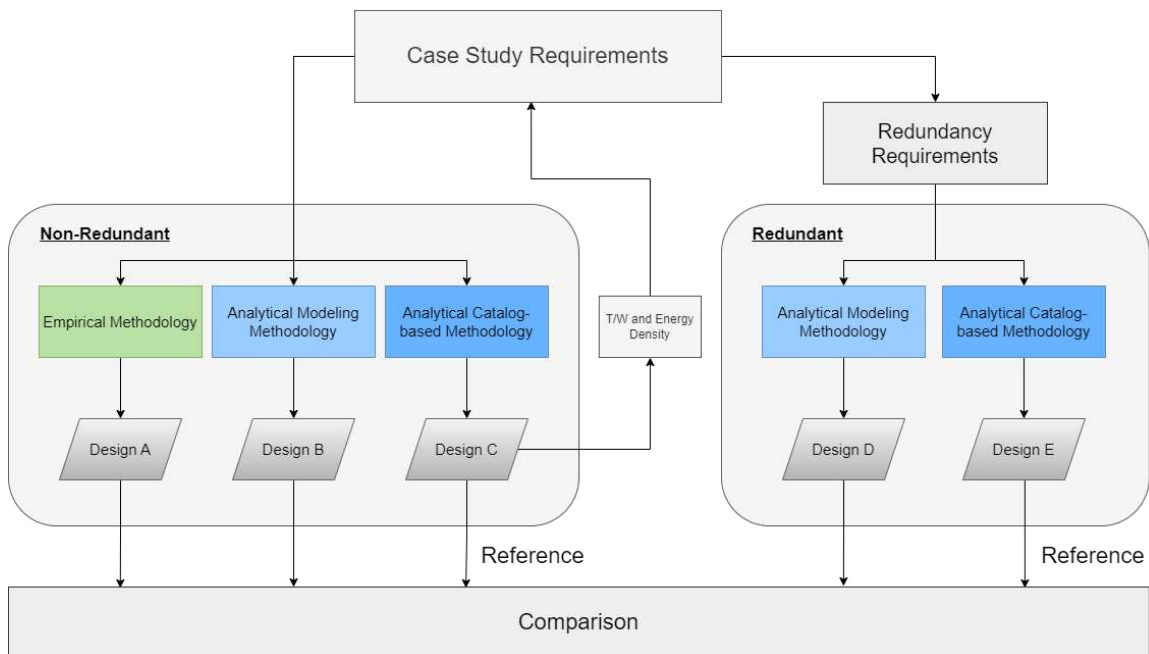 Case Study Requirements
Redundancy
Requirements
Non-Redundant
Redundant
Empirical Methodology
Analytical Modeling
Methodology
Analytical Catalog-
based Methodology
T/W and Energy
Density
Analytical Modeling
Methodology
Analytical Catalog-
based Methodology
Design A
Design B
Design C
Design D
Design E
Reference
Reference
Comparison